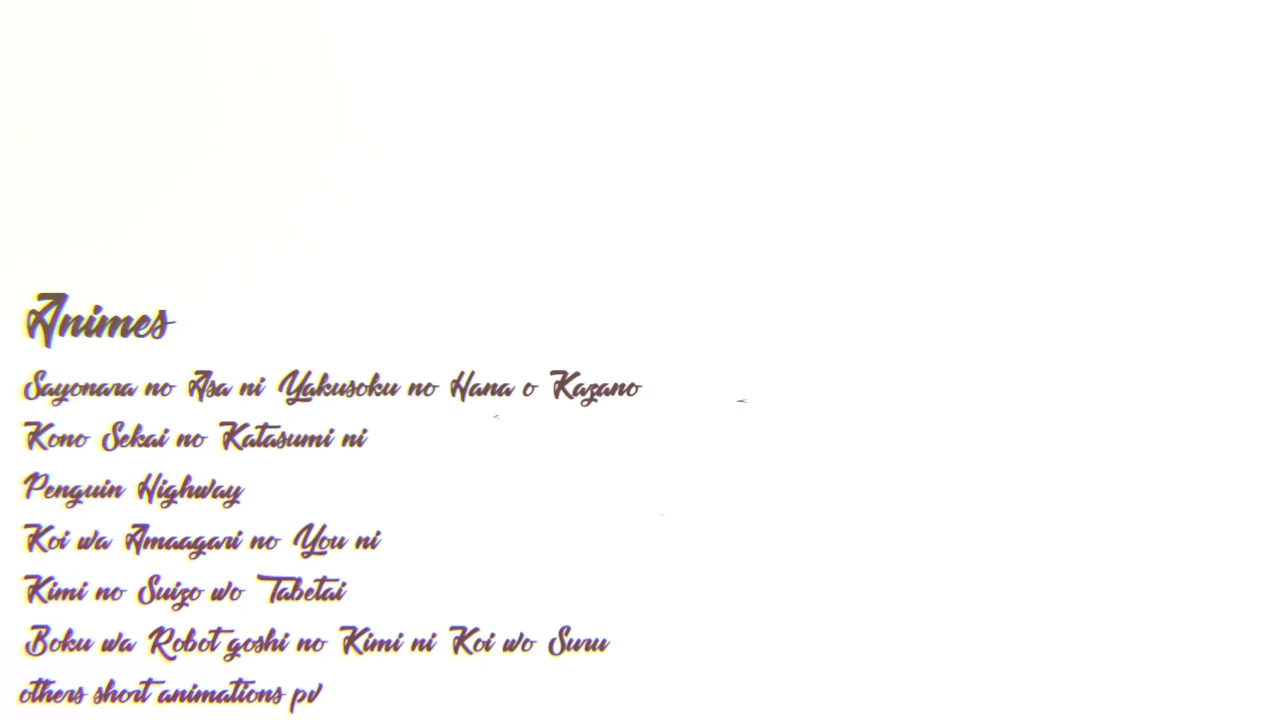 Animes
Sayonara no Asa ni Yakusoku no Hana o Kazano
Kono Sekai no Katasumi ni
Penguin Highway
Koi wa Amaagari no You ni
Kimi no Suizo wo Tabetai
Boku wa Robot goshi no Kimi ni Koi wo Suru
others short animations pv